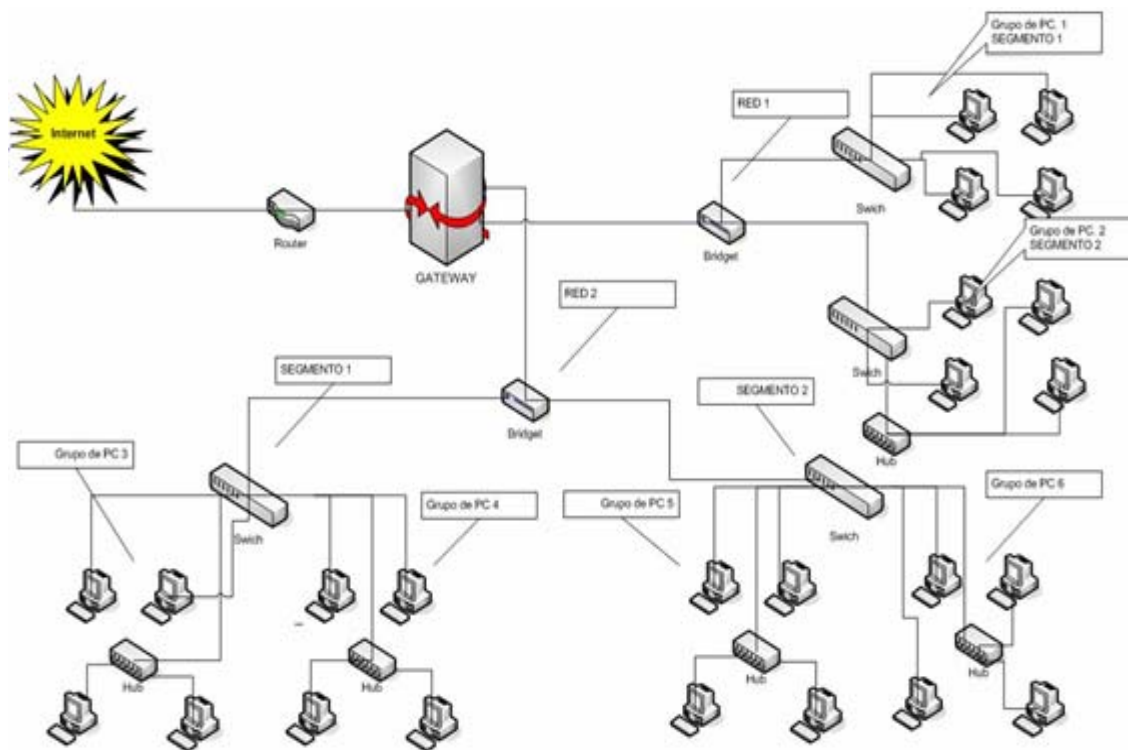 Grupo de PC. 1
SEGMENTO 1
Internet
RED 1
Swich
Router
GATEWAY
Bridget
Grupo de PC. 2
SEGMENTO 2
RED 2
Swich
SEGMENTO 1
SEGMENTO 2
Bridget
Hub
Grupo de PC 3
Grupo de PC 4
Grupo de PC 5
Grupo de PC 6
Swich
Swich
Hub
Hub
Hub
Hub